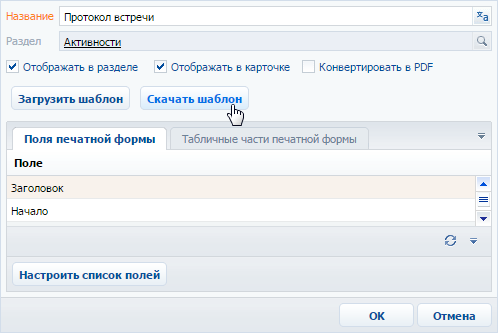 Название Протокол встречи
Раздел Активности
Отображать в разделе Отображать в карточке Конвертировать в PDF
Загрузить шаблон Скачать шаблон
Поля печатной формы Табличные части печатной формы
Поле
Заголовок
Начало
Настроить список полей
OK Отмена